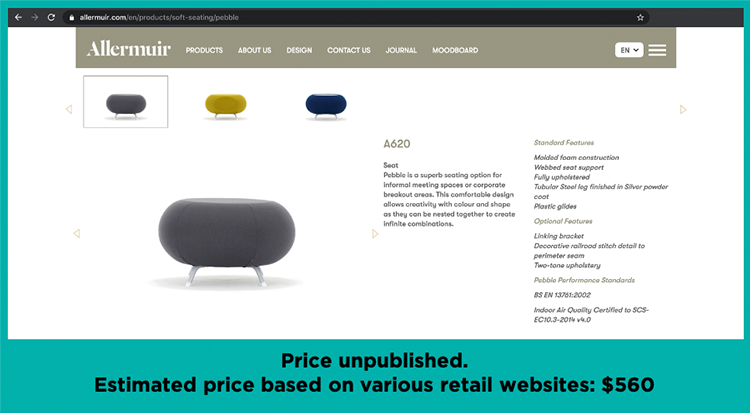 allermuir.com/en/products/soft-seating/pebble
Allermuir PRODUCTS ABOUT US DESIGN CONTACT US JOURNAL MOODBOARD EN
A620
Seat
Pebble is a superb seating option for
informal meeting spaces or corporate
breakout areas. This comfortable design
allows creativity with colour and shape
as they can be nested together to create
infinite combinations.
Standard Features
Molded foam construction
Webbed seat support
Fully upholstered
Tubular Steel leg finished in Silver powder
coat
Plastic glides
Optional Features
Linking bracket
Decorative railroad stitch detail to
perimeter seam
Two-tone upholstery
Pebble Performance Standards
BS EN 13761:2002
Indoor Air Quality Certified to SCS-
EC10.3-2014 v4.0
Price unpublished.
Estimated price based on various retail websites: $560